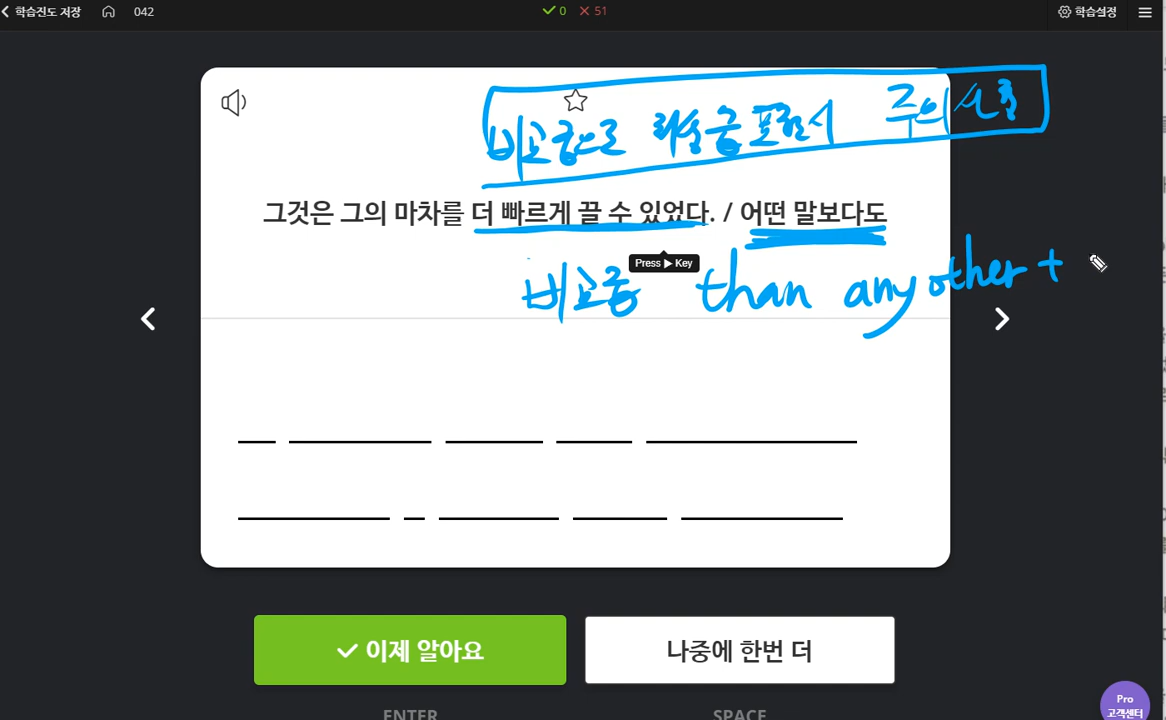 학습진도 저장 042 0 51 학습설정
비교급으로 최상급 표현시 주의사항
그것은 그의 마차를 더 빠르게 끌 수 있었다. / 어떤 말보다도
Press ▶ Key
비교급 than any other +
이제 알아요 나중에 한번 더
ENTER SPACE
Pro
고객센터